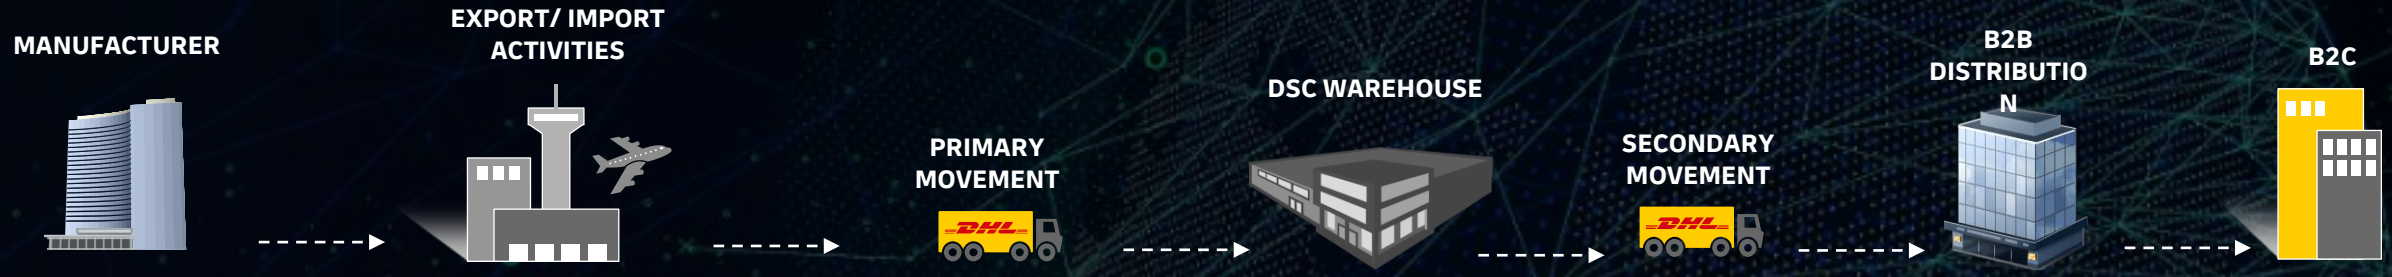 MANUFACTURER
EXPORT/ IMPORT
ACTIVITIES
PRIMARY
MOVEMENT
DHL
DSC WAREHOUSE
SECONDARY
MOVEMENT
DHL
B2B
DISTRIBUTIO
N
B2C